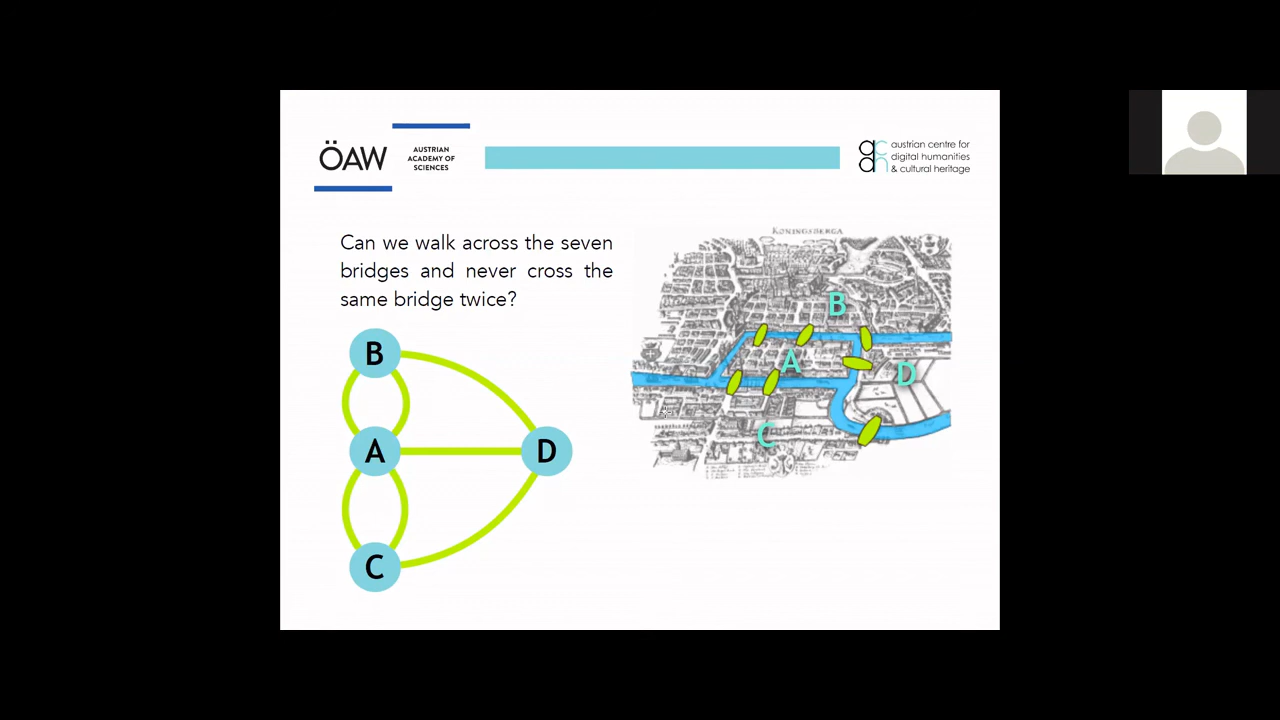 ÖAW
AUSTRIAN
ACADEMY OF
SCIENCES
austrian centre for
digital humanities
& cultural heritage
Can we walk across the seven
bridges and never cross the
same bridge twice?
B
A
D
C
KONINGSBERGA
B
A
D
C